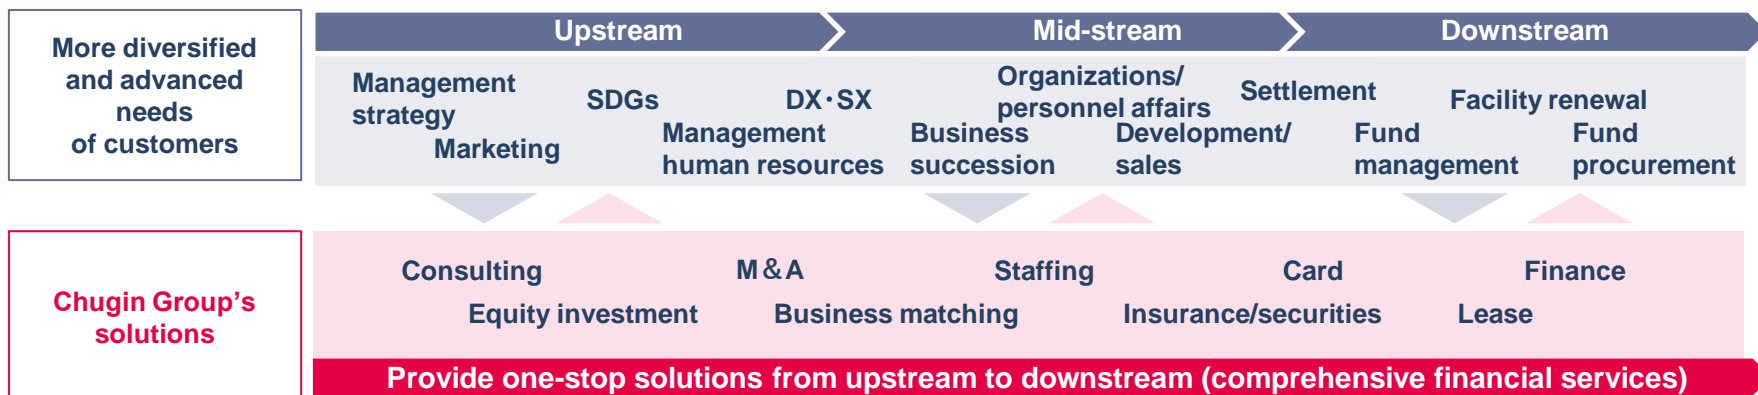 More diversified
and advanced
needs
of customers
Upstream
Mid-stream
Downstream
Management
strategy
Marketing
SDGs
Management
human resources
DX・SX
Business
succession
Organizations/
personnel affairs
Development/
sales
Settlement
Fund
management
Facility renewal
Fund
procurement
Chugin Group's
solutions
Consulting
Equity investment
M＆A
Business matching
Staffing
Insurance/securities
Card
Lease
Finance
Provide one-stop solutions from upstream to downstream (comprehensive financial services)